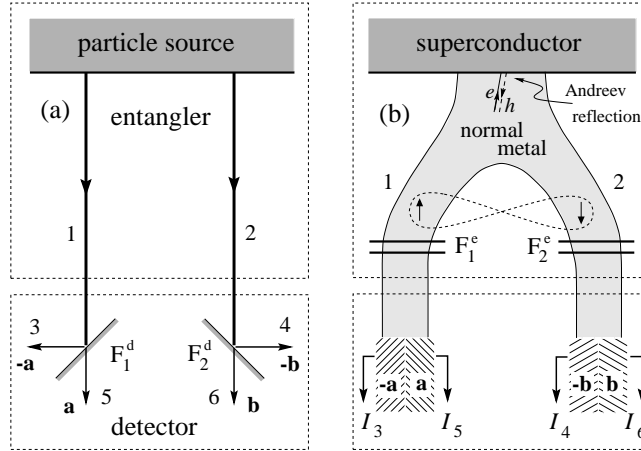 particle source
(a)
entangler
1
2
3
F₁ᵈ
F₂ᵈ
4
-a
-b
a
5
6
b
detector
superconductor
(b)
e
h
Andreev
reflection
normal
metal
1
2
F₁ᵉ
F₂ᵉ
-a
a
-b
b
I₃
I₅
I₄
I₆